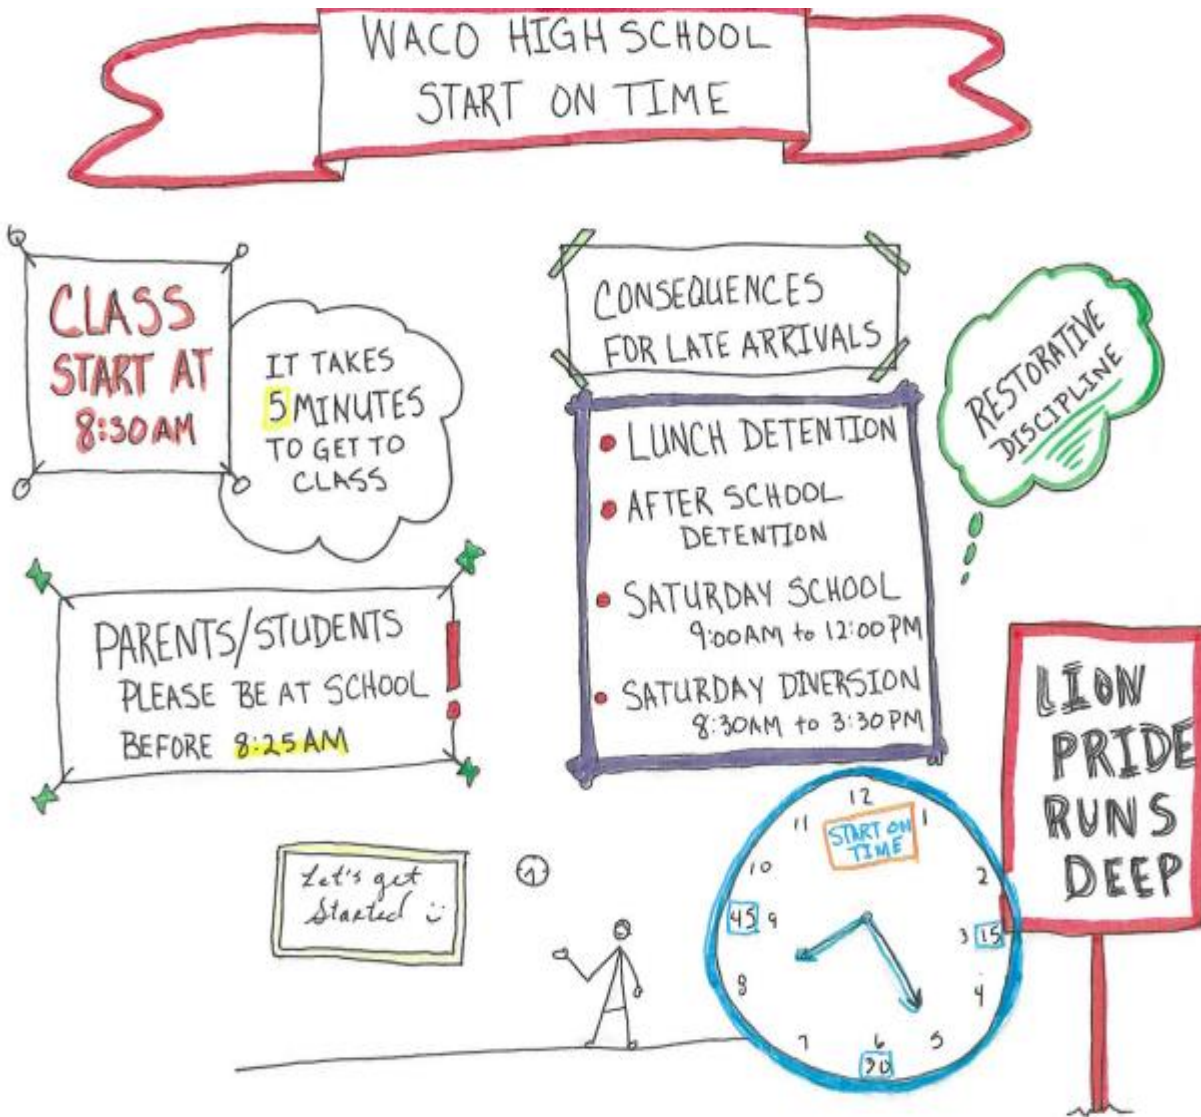 WACO HIGH SCHOOL
START ON TIME
CLASS
START AT
8:30AM
IT TAKES
5 MINUTES
TO GET TO
CLASS
PARENTS/STUDENTS
PLEASE BE AT SCHOOL
BEFORE 8:25AM
CONSEQUENCES
FOR LATE ARRIVALS
• LUNCH DETENTION
• AFTER SCHOOL
DETENTION
• SATURDAY SCHOOL
9:00AM to 12:00PM
• SATURDAY DIVERSION
8:30AM to 3:30PM
RESTORATIVE
DISCIPLINE
LION
PRIDE
RUNS
DEEP
Let's get
Started
12
11
1
START ON
TIME
10
2
45 9
3 15
8
4
7
6
5
30